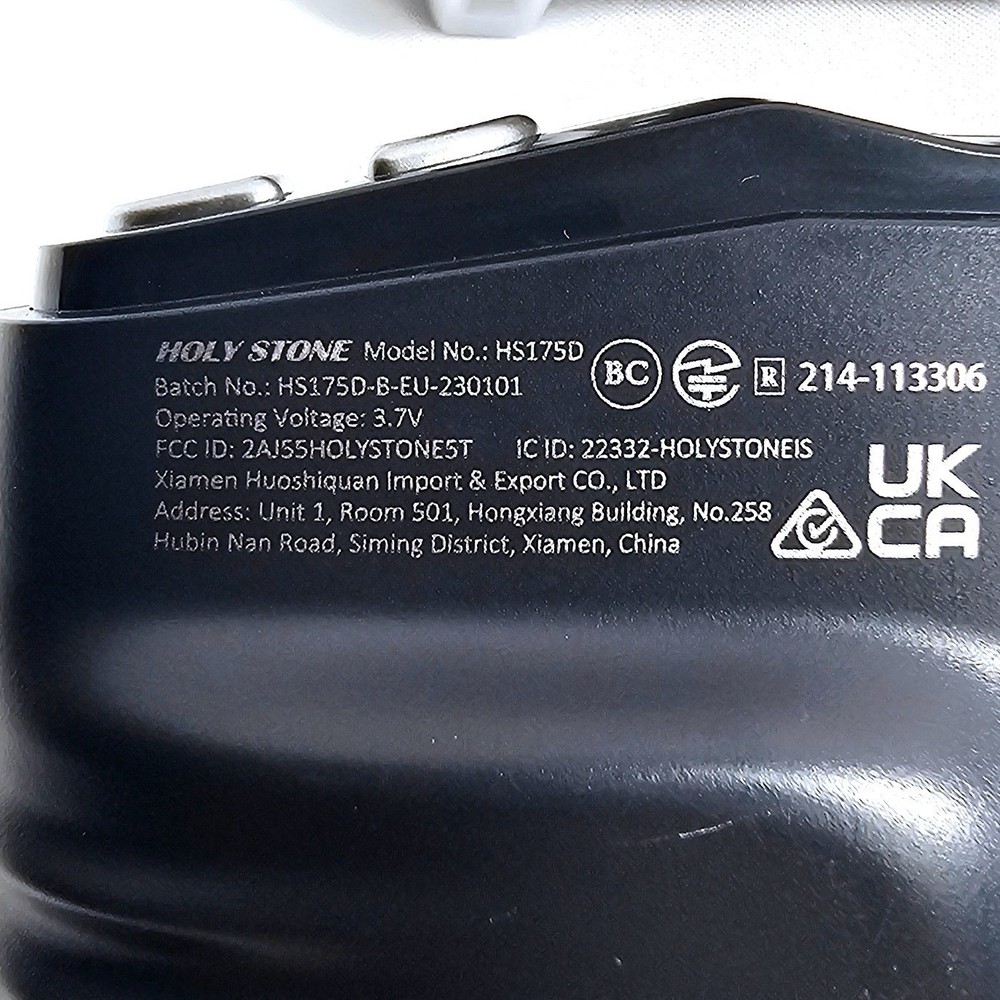 HOLY STONE Model No.: HS175D
Batch No.: HS175D-B-EU-230101
Operating Voltage: 3.7V
FCC ID: 2AJ55HOLYSTONE5T IC ID: 22332-HOLYSTONEIS
Xiamen Huoshiquan Import & Export CO., LTD
Address: Unit 1, Room 501, Hongxiang Building, No.258
Hubin Nan Road, Siming District, Xiamen, China
BC
R 214-113306
UK
CA